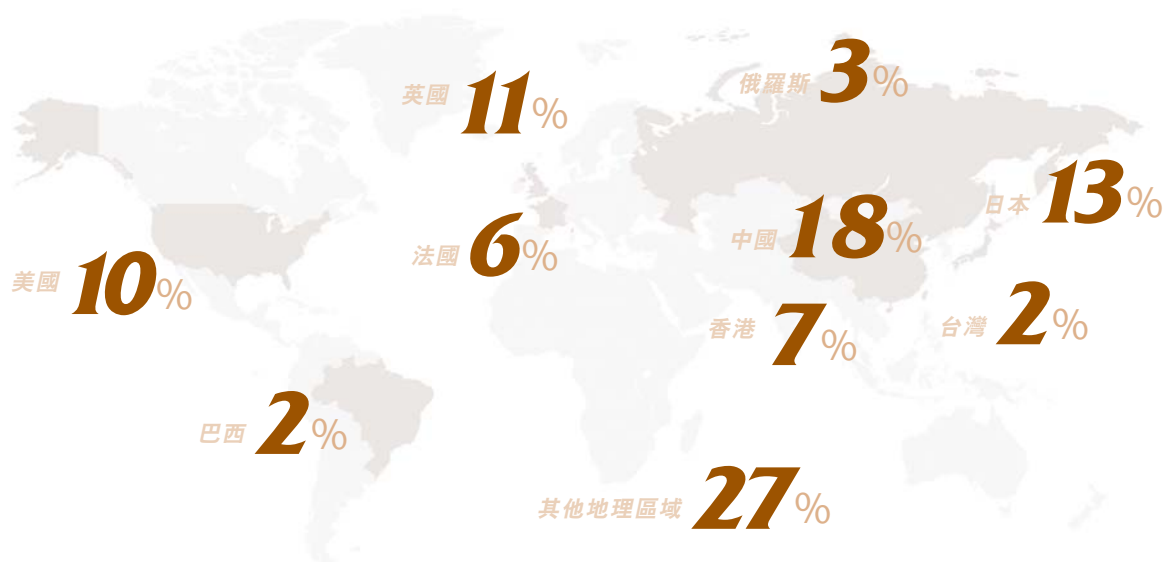 俄羅斯 3%
英國 11%
日本 13%
中國 18%
法國 6%
美國 10%
台灣 2%
香港 7%
巴西 2%
其他地理區域 27%